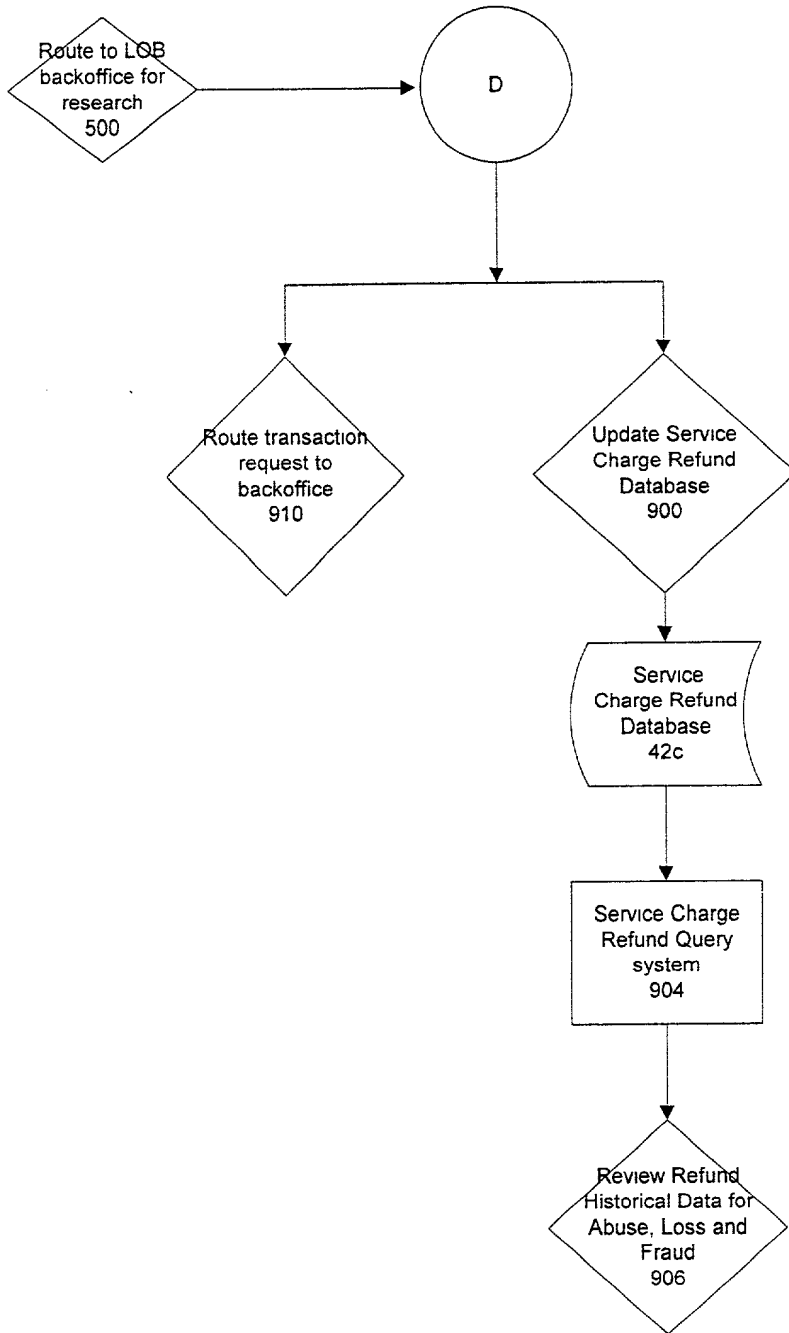 Route to LOB
backoffice for
research
500
D
Route transaction
request to
backoffice
910
Update Service
Charge Refund
Database
900
Service
Charge Refund
Database
42c
Service Charge
Refund Query
system
904
Review Refund
Historical Data for
Abuse, Loss and
Fraud
906